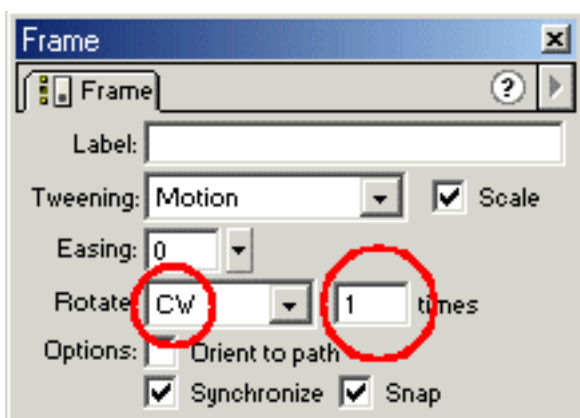 Frame
Frame ?
Label:
Tweening: Motion Scale
Easing: 0
Rotate CW 1 times
Options: Orient to path
Synchronize Snap